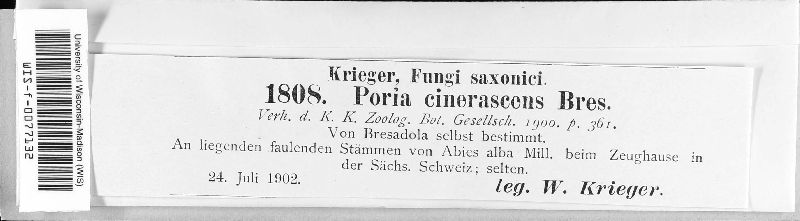 Krieger, Fungi saxonici.
1808. Poria cinerascens Bres.
Verh. d. K. K. Zoolog. Bot. Gesellsch. 1900. p. 361.
Von Bresadola selbst bestimmt.
An liegenden faulenden Stämmen von Abies alba Mill. beim Zeughause in
der Sächs. Schweiz; selten.
24. Juli 1902.
leg. W. Krieger.
University of Wisconsin-Madison (WIS)
WIS-f-0077132